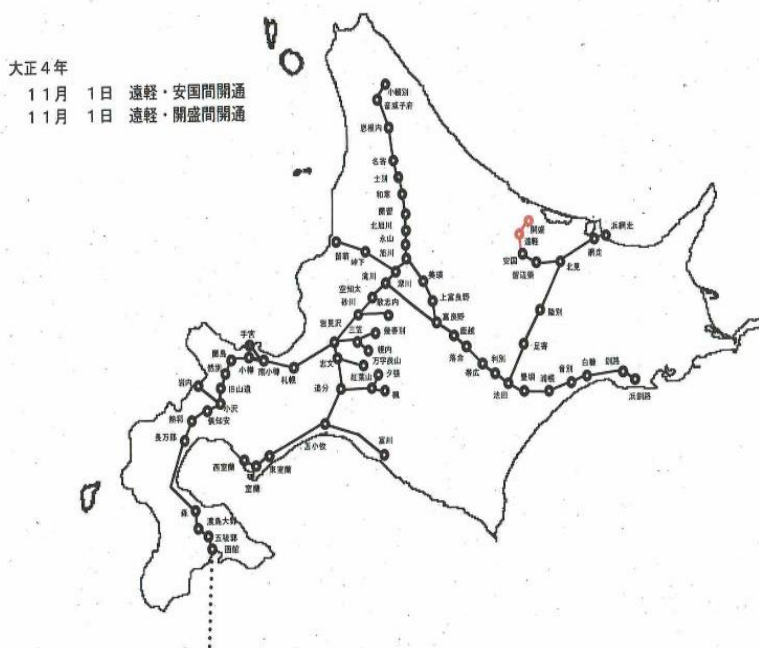 大正4年
11月 1日 遠軽・安国間開通
11月 1日 遠軽・開盛間開通
小頓別
音威子府
恩根内
名寄
士別
和寒
蘭留
北旭川
永山
旭川
留萌
峠下
滝川
深川
美瑛
空知太
砂川
歌志内
上富良野
富良野
岩見沢
三笠
幾春別
幌内
鹿越
落合
帯広
利別
池田
豊頃
浦幌
音別
白糠
釧路
浜釧路
開盛
遠軽
安国
留辺蘂
北見
網走
浜網走
陸別
足寄
手宮
蘭島
小樽
南小樽
札幌
志文
万字炭山
夕張
紅葉山
楓
追分
岩内
旧山道
小沢
倶知安
熱郛
長万部
苫小牧
富川
西室蘭
室蘭
東室蘭
森
渡島大野
五稜郭
函館